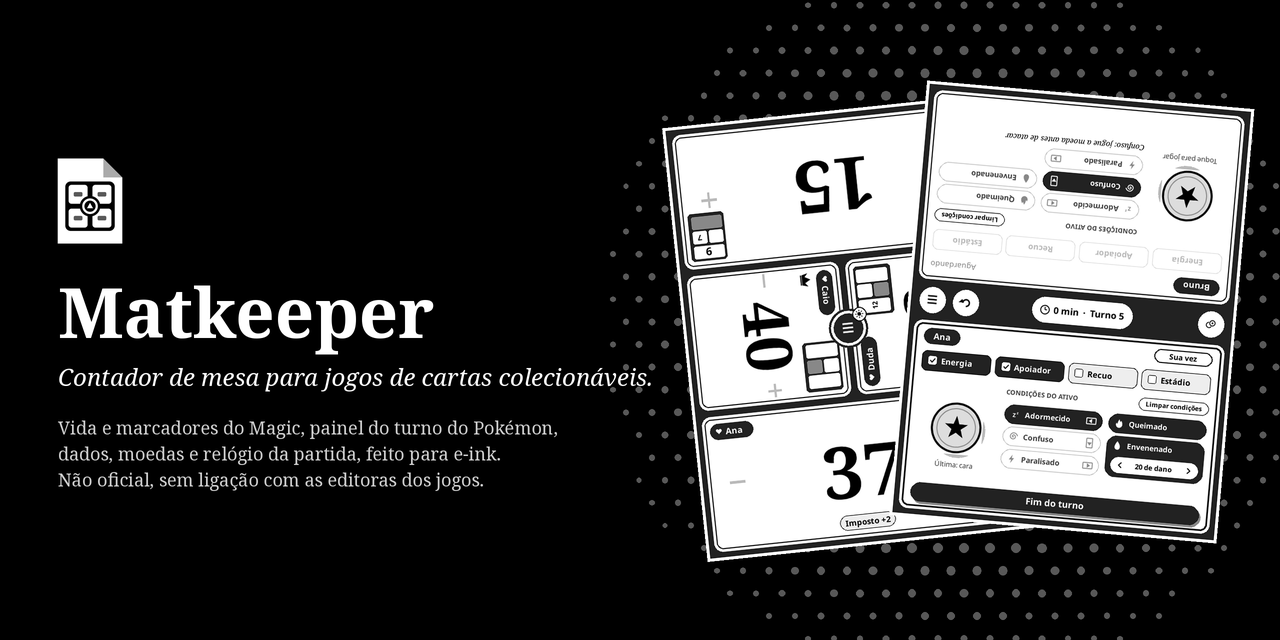 Matkeeper
Contador de mesa para jogos de cartas colecionáveis.
Vida e marcadores do Magic, painel do turno do Pokémon,
dados, moedas e relógio da partida, feito para e-ink.
Não oficial, sem ligação com as editoras dos jogos.
15
7
6
40
Caio
12
Duda
Ana
37
Imposto +2
Bruno
Aguardando
Energia
Apoiador
Recuo
Estádio
CONDIÇÕES DO ATIVO
Limpar condições
Adormecido
Queimado
Confuso
Envenenado
Paralisado
Toque para jogar
Confuso: jogue a moeda antes de atacar
0 min · Turno 5
Ana
Sua vez
Energia
Apoiador
Recuo
Estádio
CONDIÇÕES DO ATIVO
Limpar condições
Adormecido
Queimado
Confuso
Envenenado
Paralisado
20 de dano
Última: cara
Fim do turno